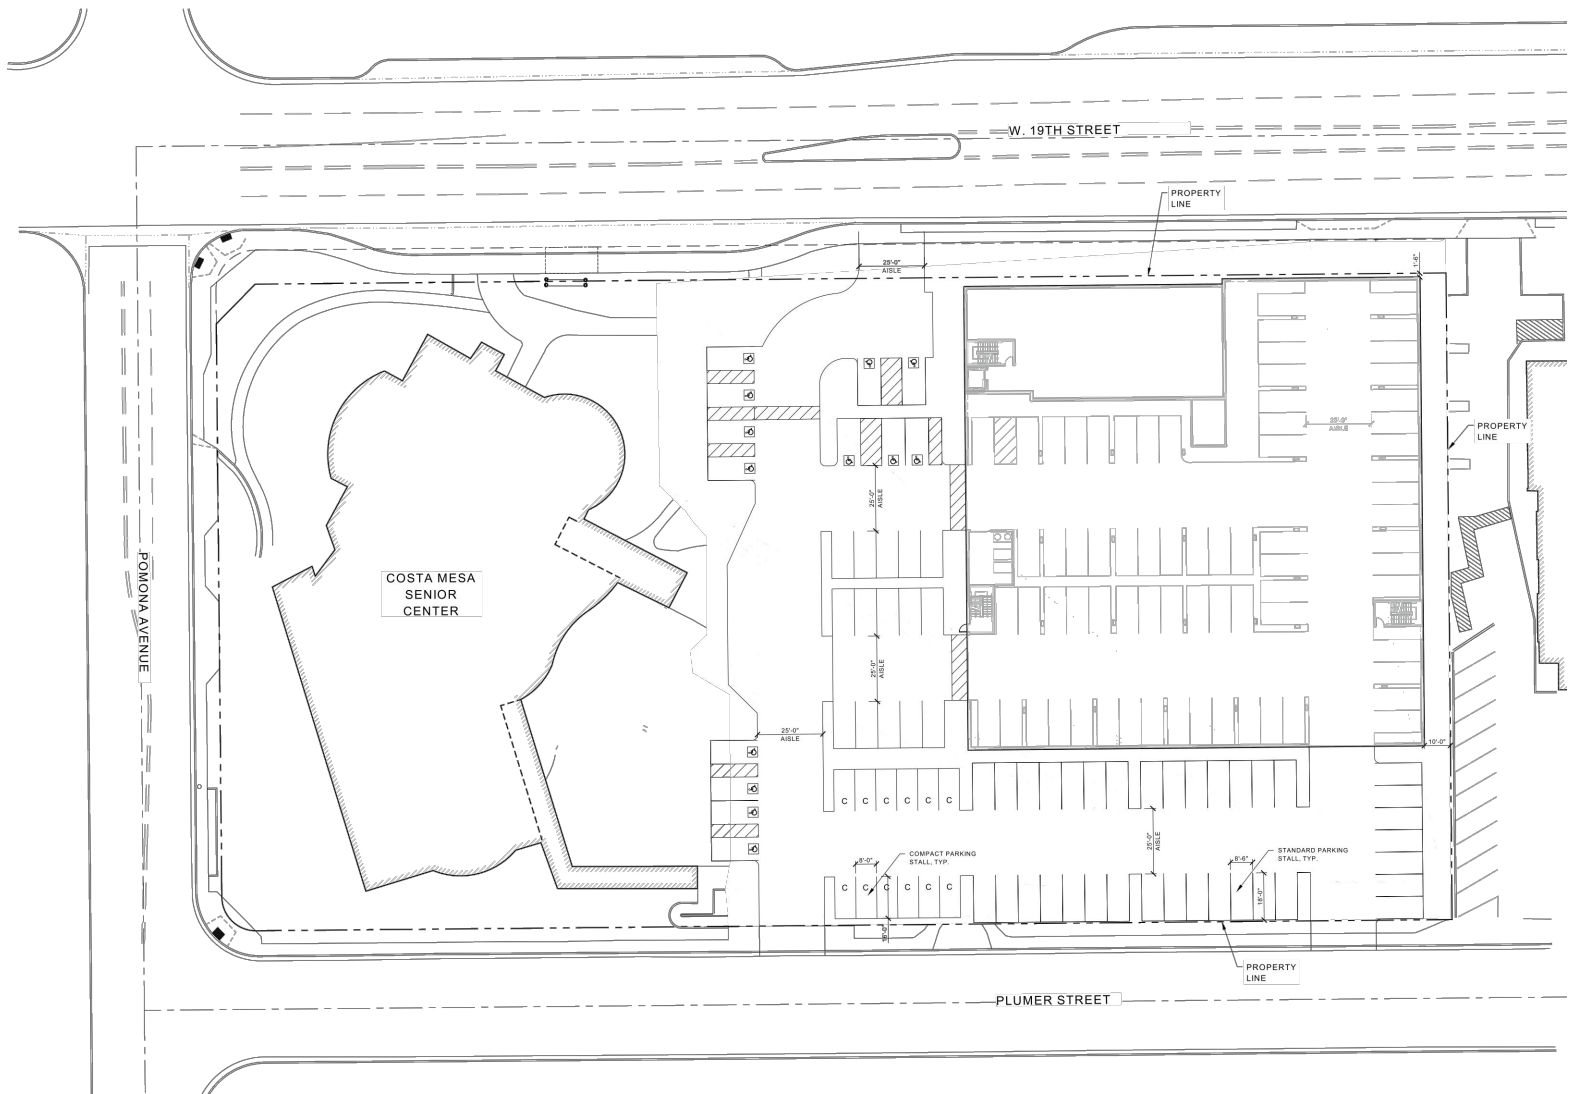 W. 19TH STREET
PROPERTY
LINE
25'-0"
AISLE
1'-6"
25'-0"
AISLE
PROPERTY
LINE
25'-0"
AISLE
POMONA AVENUE
COSTA MESA
SENIOR
CENTER
25'-0"
AISLE
25'-0"
AISLE
10'-0"
C C C C C C
25'-0"
AISLE
COMPACT PARKING
STALL, TYP.
8'-0"
STANDARD PARKING
STALL, TYP.
8'-6"
C C C C C C
18'-0"
16'-0"
PROPERTY
LINE
PLUMER STREET